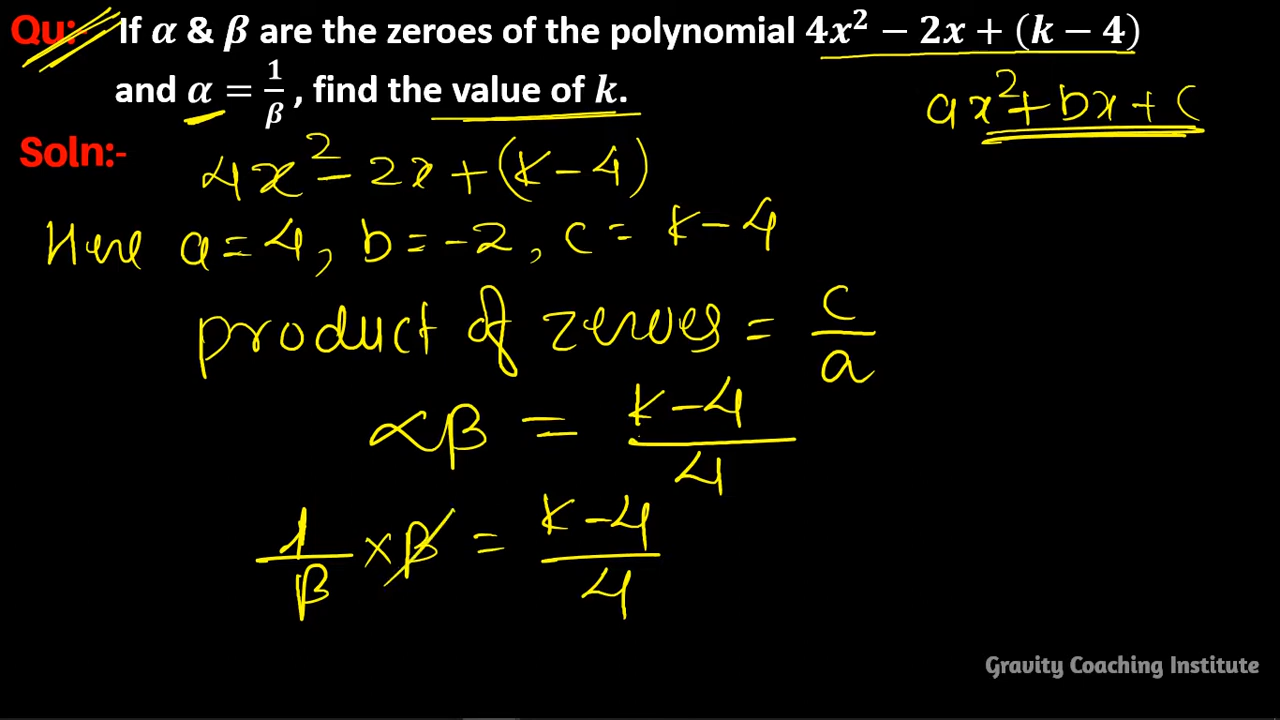 Qu:- If α & β are the zeroes of the polynomial 4x² − 2x + (k − 4)
and α = 1/β, find the value of k.
ax² + bx + c
Soln:-
4x² − 2x + (k − 4)
Here a = 4, b = −2, c = k − 4
product of zeroes = c/a
αβ = (k − 4)/4
1/β × β = (k − 4)/4
Gravity Coaching Institute